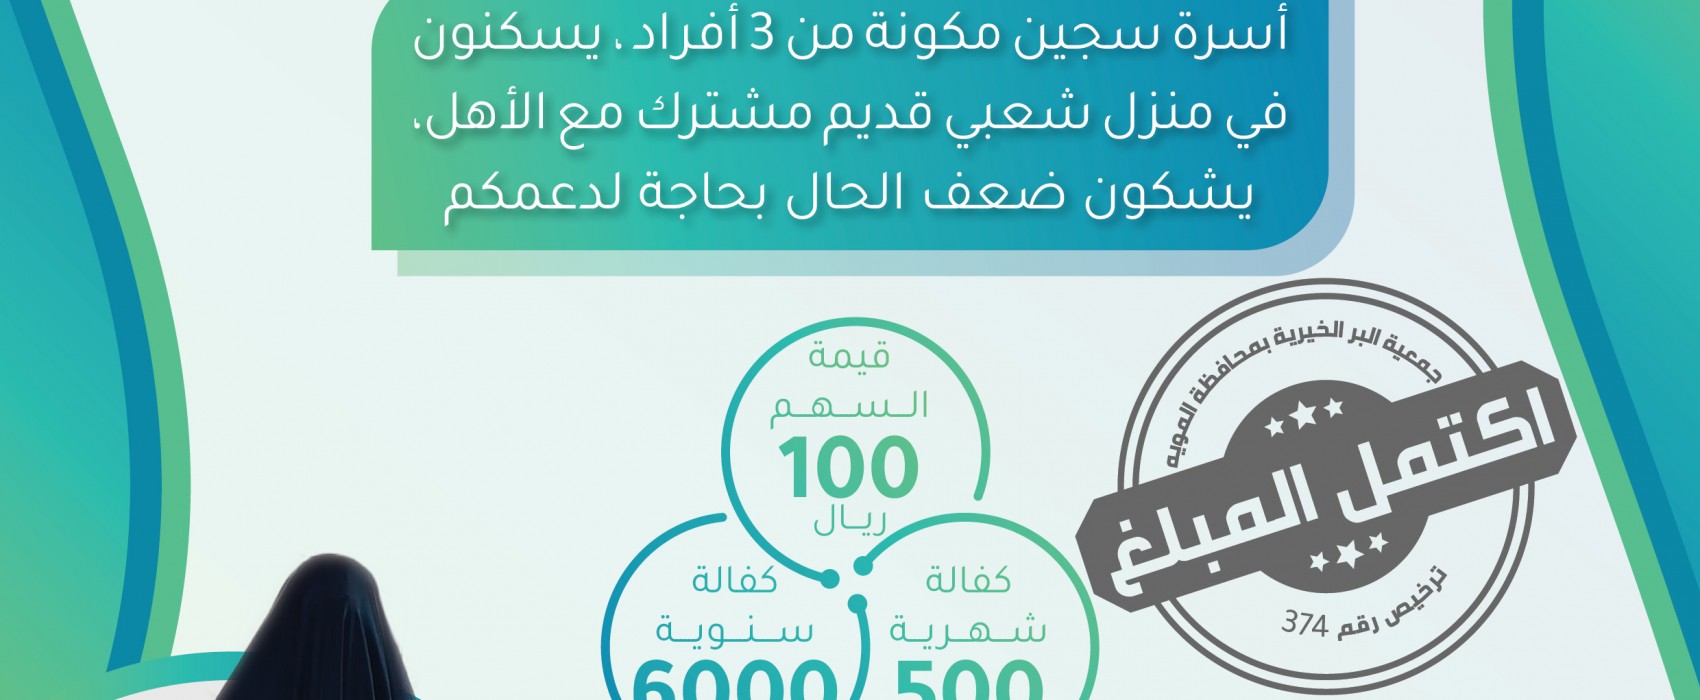 أسرة سجين مكونة من 3 أفراد ، يسكنون
في منزل شعبي قديم مشترك مع الأهل،
يشكون ضعف الحال بحاجة لدعمكم
قيمة
السهم
100
ريال
كفالة
شهرية
500
كفالة
سنوية
6000
جمعية البر الخيرية بمحافظة المويه
اكتمل المبلغ
ترخيص رقم 374